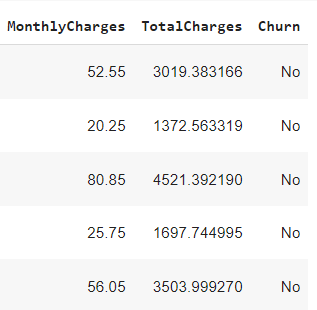 MonthlyCharges TotalCharges Churn
52.55 3019.383166 No
20.25 1372.563319 No
80.85 4521.392190 No
25.75 1697.744995 No
56.05 3503.999270 No